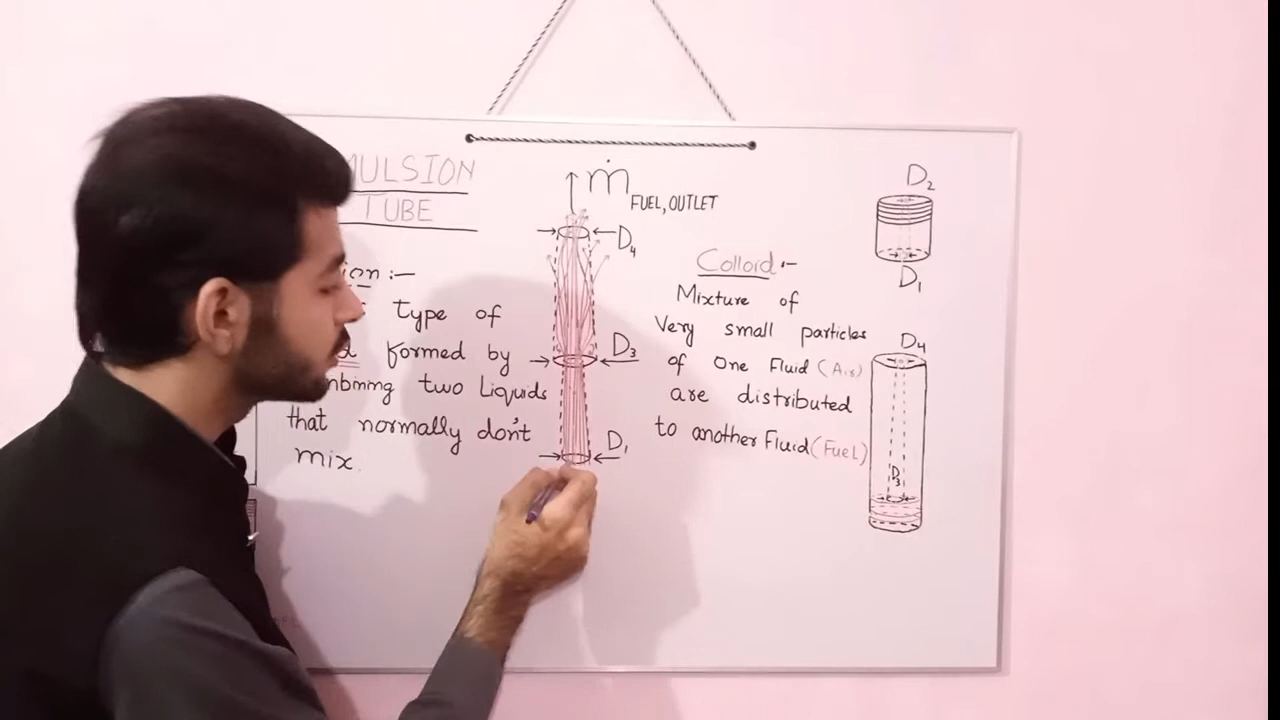 MULSION
TUBE
ion :-
type of
formed by
mbining two Liquids
that normally don't
mix.
ṁ FUEL, OUTLET
D4
D3
D1
Colloid :-
Mixture of
Very small particles
of One Fluid (Air)
are distributed
to another Fluid (FueL)
D2
D1
D4
D3